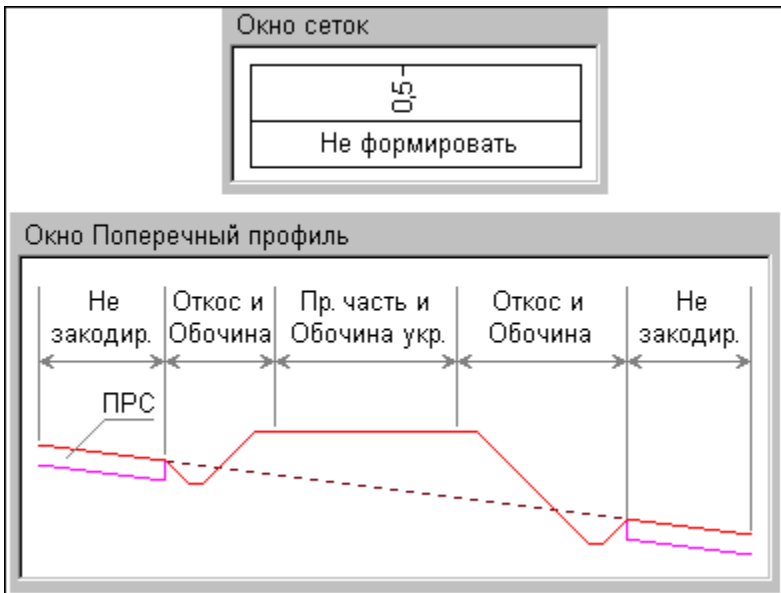 Окно сеток
0,5
Не формировать
Окно Поперечный профиль
Не закодир.
Откос и Обочина
Пр. часть и Обочина укр.
Откос и Обочина
Не закодир.
ПРС